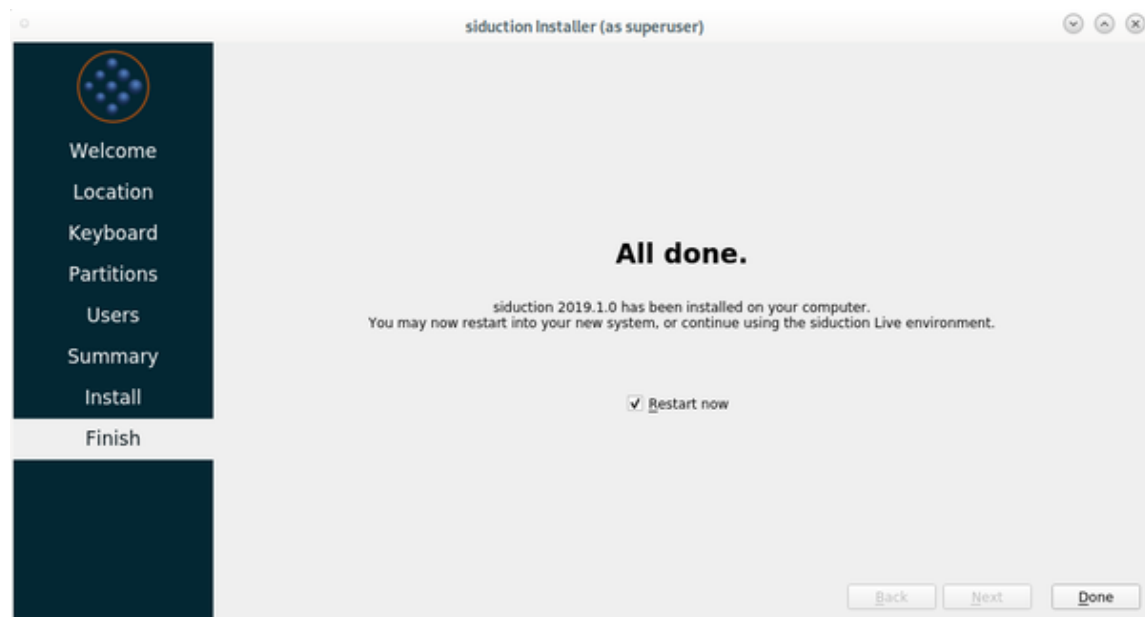 siduction Installer (as superuser)
Welcome
Location
Keyboard
Partitions
Users
Summary
Install
Finish
All done.
siduction 2019.1.0 has been installed on your computer.
You may now restart into your new system, or continue using the siduction Live environment.
Restart now
Back
Next
Done